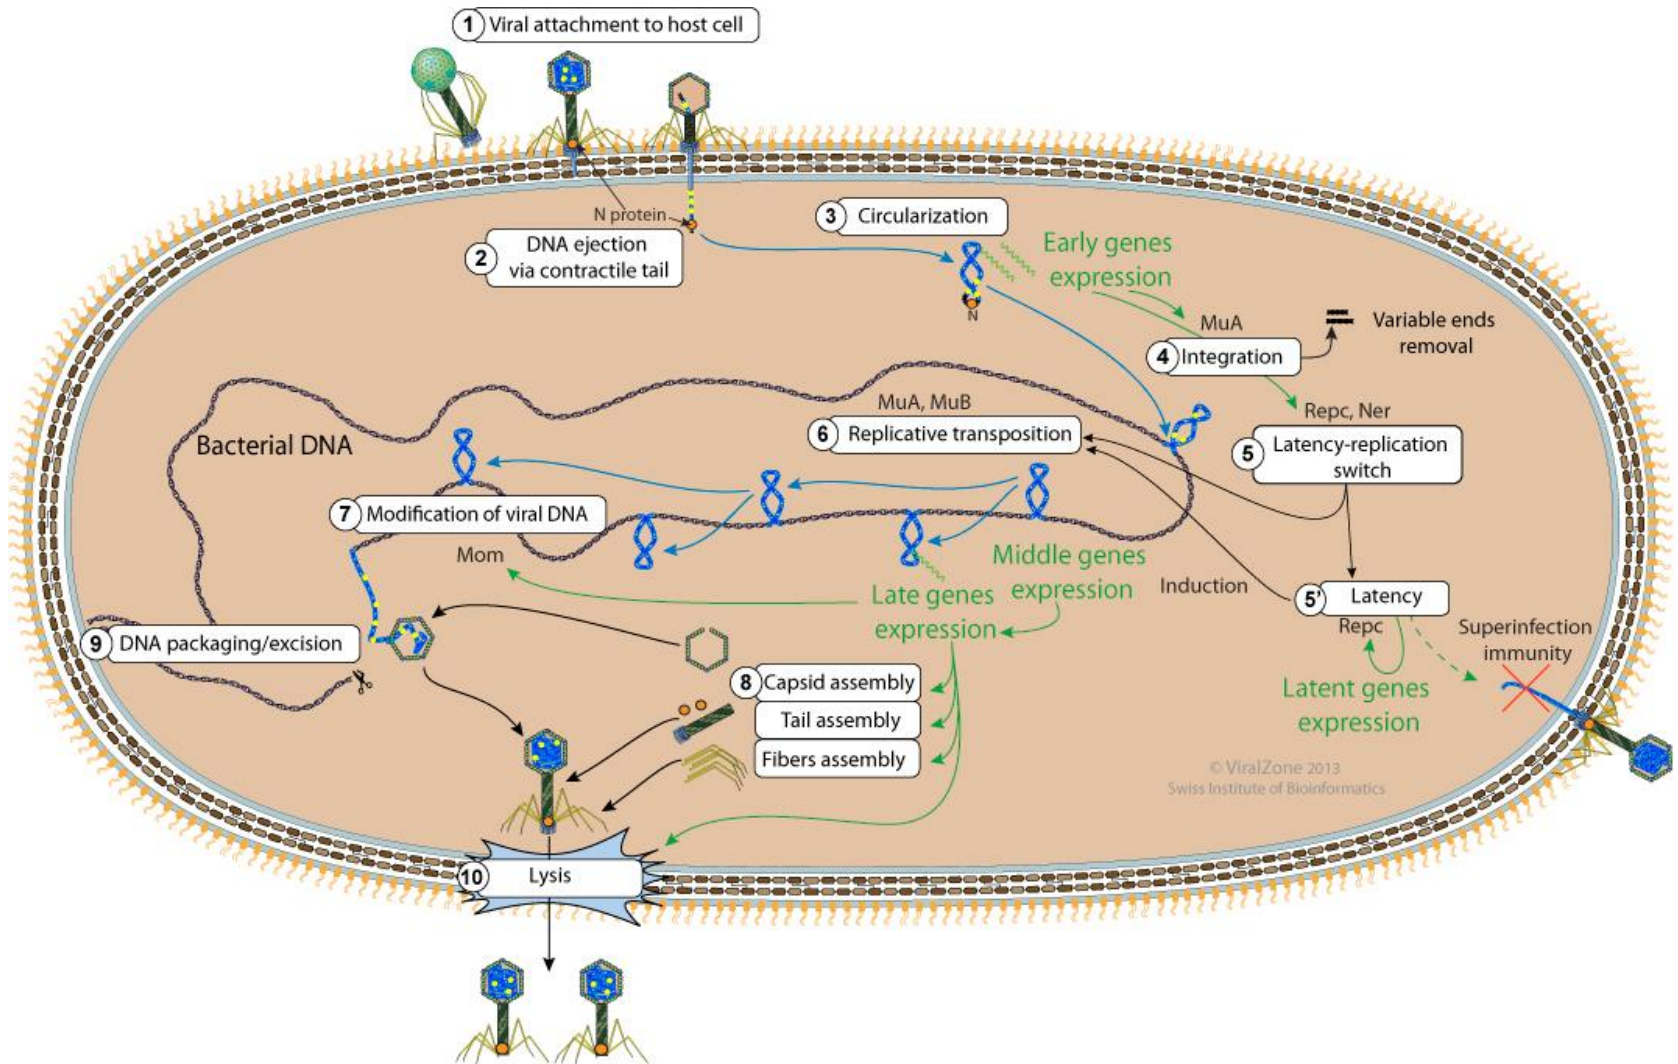 1 Viral attachment to host cell
N protein
2 DNA ejection
via contractile tail
3 Circularization
N
Early genes
expression
MuA
4 Integration
Variable ends
removal
Repc, Ner
5 Latency-replication
switch
MuA, MuB
6 Replicative transposition
Bacterial DNA
7 Modification of viral DNA
Mom
Middle genes
expression
Late genes
expression
Induction
5' Latency
Repc
Superinfection
immunity
Latent genes
expression
9 DNA packaging/excision
8 Capsid assembly
Tail assembly
Fibers assembly
© ViralZone 2013
Swiss Institute of Bioinformatics
10 Lysis